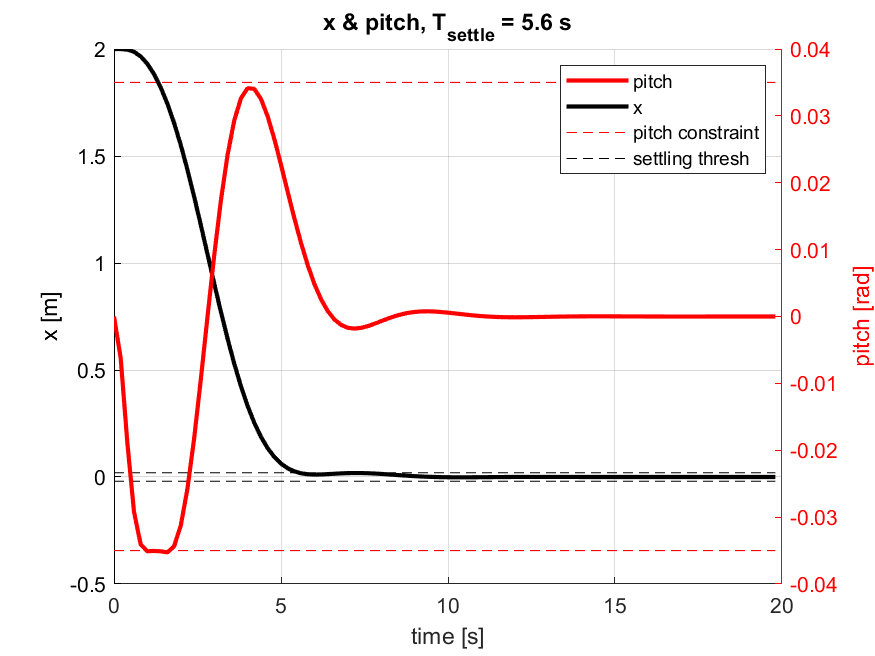 x & pitch, T_settle = 5.6 s
2
1.5
1
0.5
0
-0.5
x [m]
0.04
0.03
0.02
0.01
0
-0.01
-0.02
-0.03
-0.04
pitch [rad]
pitch
x
pitch constraint
settling thresh
0 5 10 15 20
time [s]